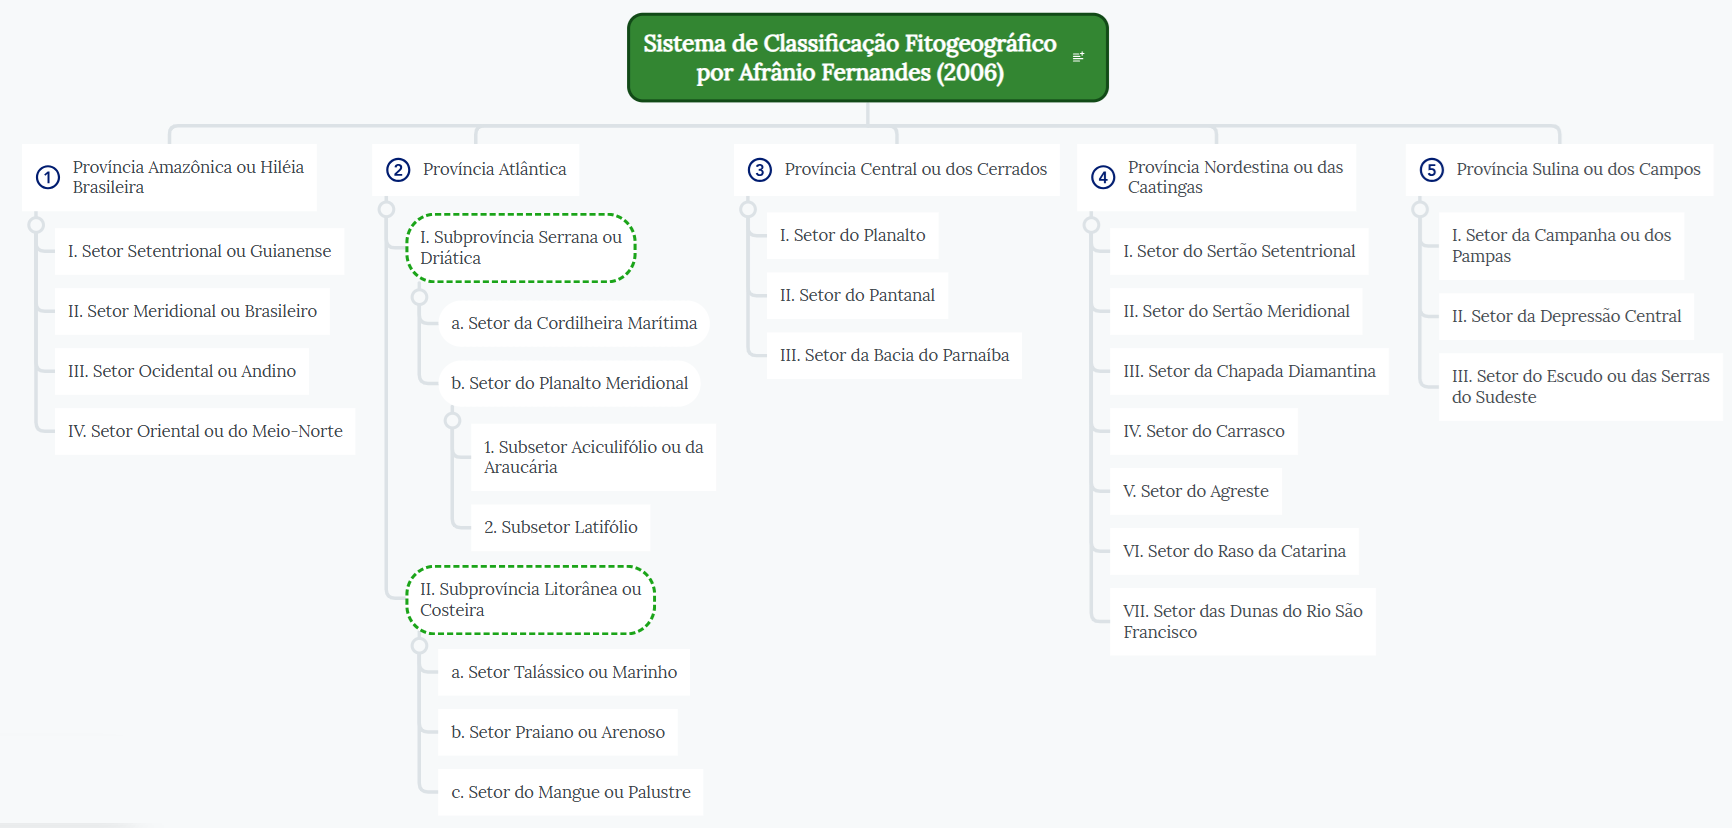 Sistema de Classificação Fitogeográfico
por Afrânio Fernandes (2006)
1
Província Amazônica ou Hiléia
Brasileira
I. Setor Setentrional ou Guianense
II. Setor Meridional ou Brasileiro
III. Setor Ocidental ou Andino
IV. Setor Oriental ou do Meio-Norte
2
Província Atlântica
I. Subprovíncia Serrana ou
Driática
a. Setor da Cordilheira Marítima
b. Setor do Planalto Meridional
1. Subsetor Aciculifólio ou da
Araucária
2. Subsetor Latifólio
II. Subprovíncia Litorânea ou
Costeira
a. Setor Talássico ou Marinho
b. Setor Praiano ou Arenoso
c. Setor do Mangue ou Palustre
3
Província Central ou dos Cerrados
I. Setor do Planalto
II. Setor do Pantanal
III. Setor da Bacia do Parnaíba
4
Província Nordestina ou das
Caatingas
I. Setor do Sertão Setentrional
II. Setor do Sertão Meridional
III. Setor da Chapada Diamantina
IV. Setor do Carrasco
V. Setor do Agreste
VI. Setor do Raso da Catarina
VII. Setor das Dunas do Rio São
Francisco
5
Província Sulina ou dos Campos
I. Setor da Campanha ou dos
Pampas
II. Setor da Depressão Central
III. Setor do Escudo ou das Serras
do Sudeste